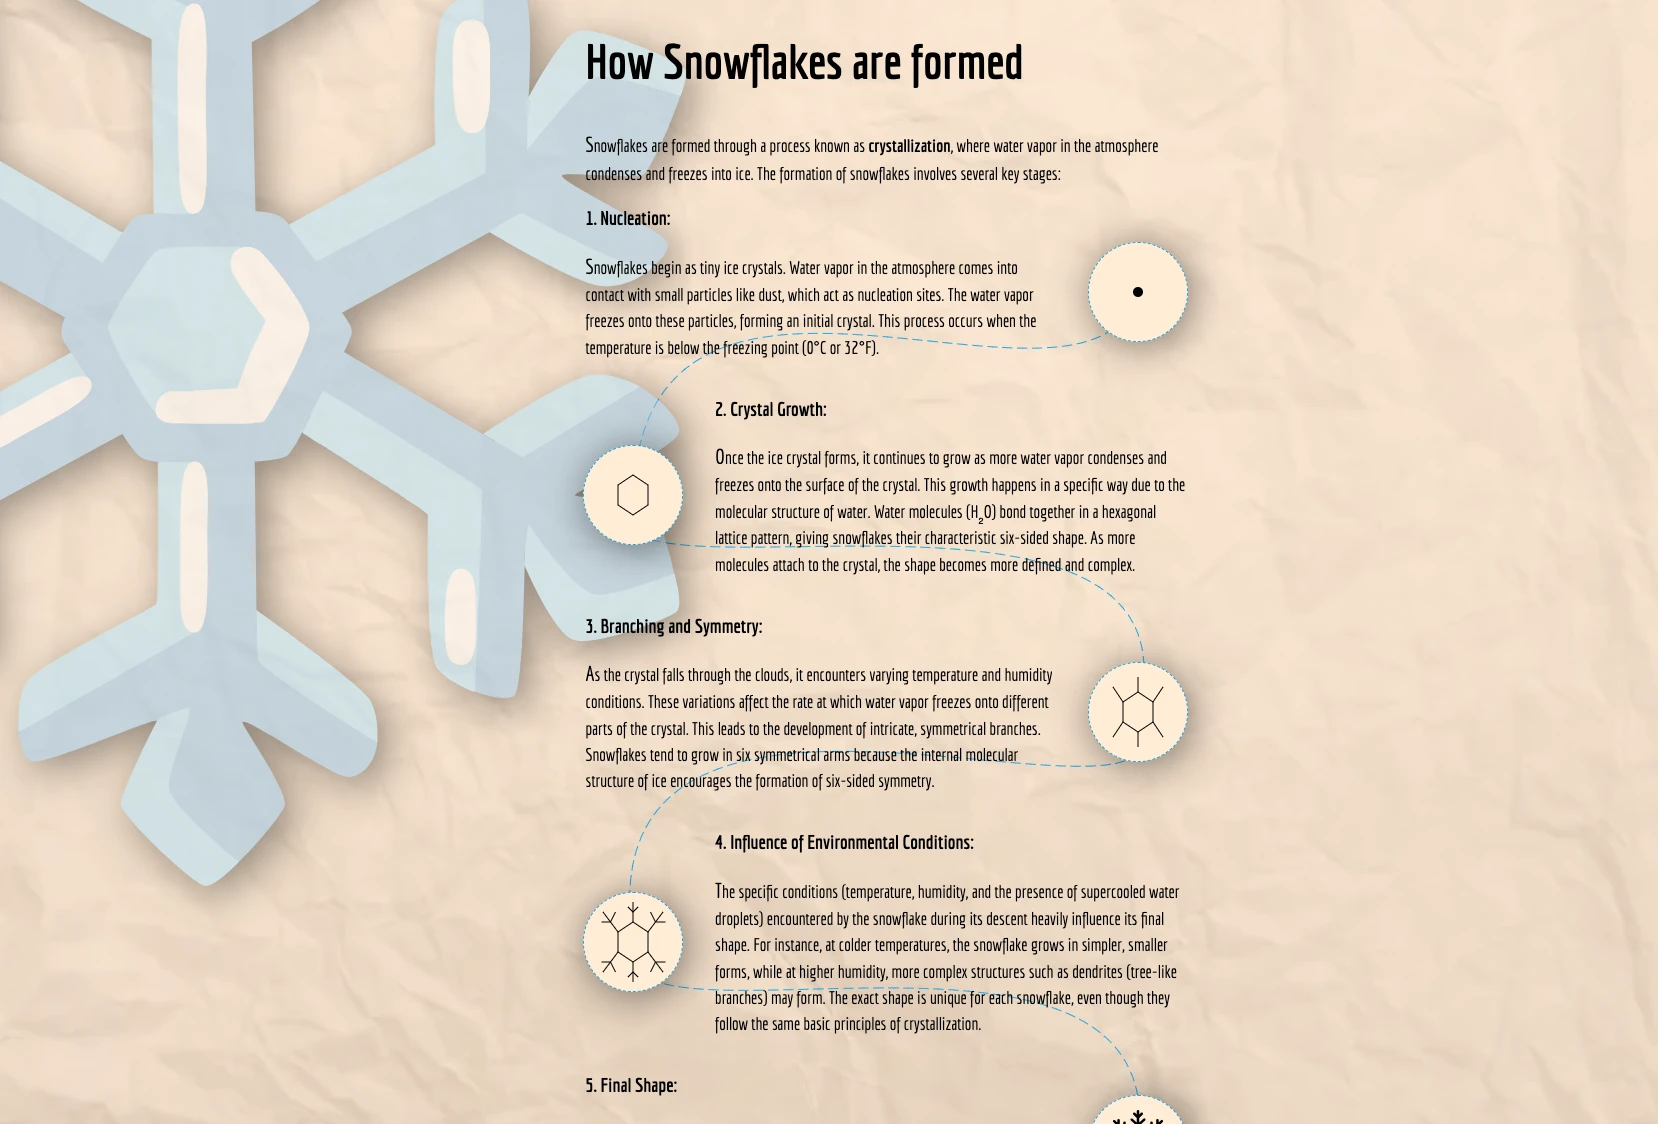 How Snowflakes are formed
Snowflakes are formed through a process known as crystallization, where water vapor in the atmosphere
condenses and freezes into ice. The formation of snowflakes involves several key stages:
1. Nucleation:
Snowflakes begin as tiny ice crystals. Water vapor in the atmosphere comes into
contact with small particles like dust, which act as nucleation sites. The water vapor
freezes onto these particles, forming an initial crystal. This process occurs when the
temperature is below the freezing point (0°C or 32°F).
2. Crystal Growth:
Once the ice crystal forms, it continues to grow as more water vapor condenses and
freezes onto the surface of the crystal. This growth happens in a specific way due to the
molecular structure of water. Water molecules (H₂O) bond together in a hexagonal
lattice pattern, giving snowflakes their characteristic six-sided shape. As more
molecules attach to the crystal, the shape becomes more defined and complex.
3. Branching and Symmetry:
As the crystal falls through the clouds, it encounters varying temperature and humidity
conditions. These variations affect the rate at which water vapor freezes onto different
parts of the crystal. This leads to the development of intricate, symmetrical branches.
Snowflakes tend to grow in six symmetrical arms because the internal molecular
structure of ice encourages the formation of six-sided symmetry.
4. Influence of Environmental Conditions:
The specific conditions (temperature, humidity, and the presence of supercooled water
droplets) encountered by the snowflake during its descent heavily influence its final
shape. For instance, at colder temperatures, the snowflake grows in simpler, smaller
forms, while at higher humidity, more complex structures such as dendrites (tree-like
branches) may form. The exact shape is unique for each snowflake, even though they
follow the same basic principles of crystallization.
5. Final Shape: